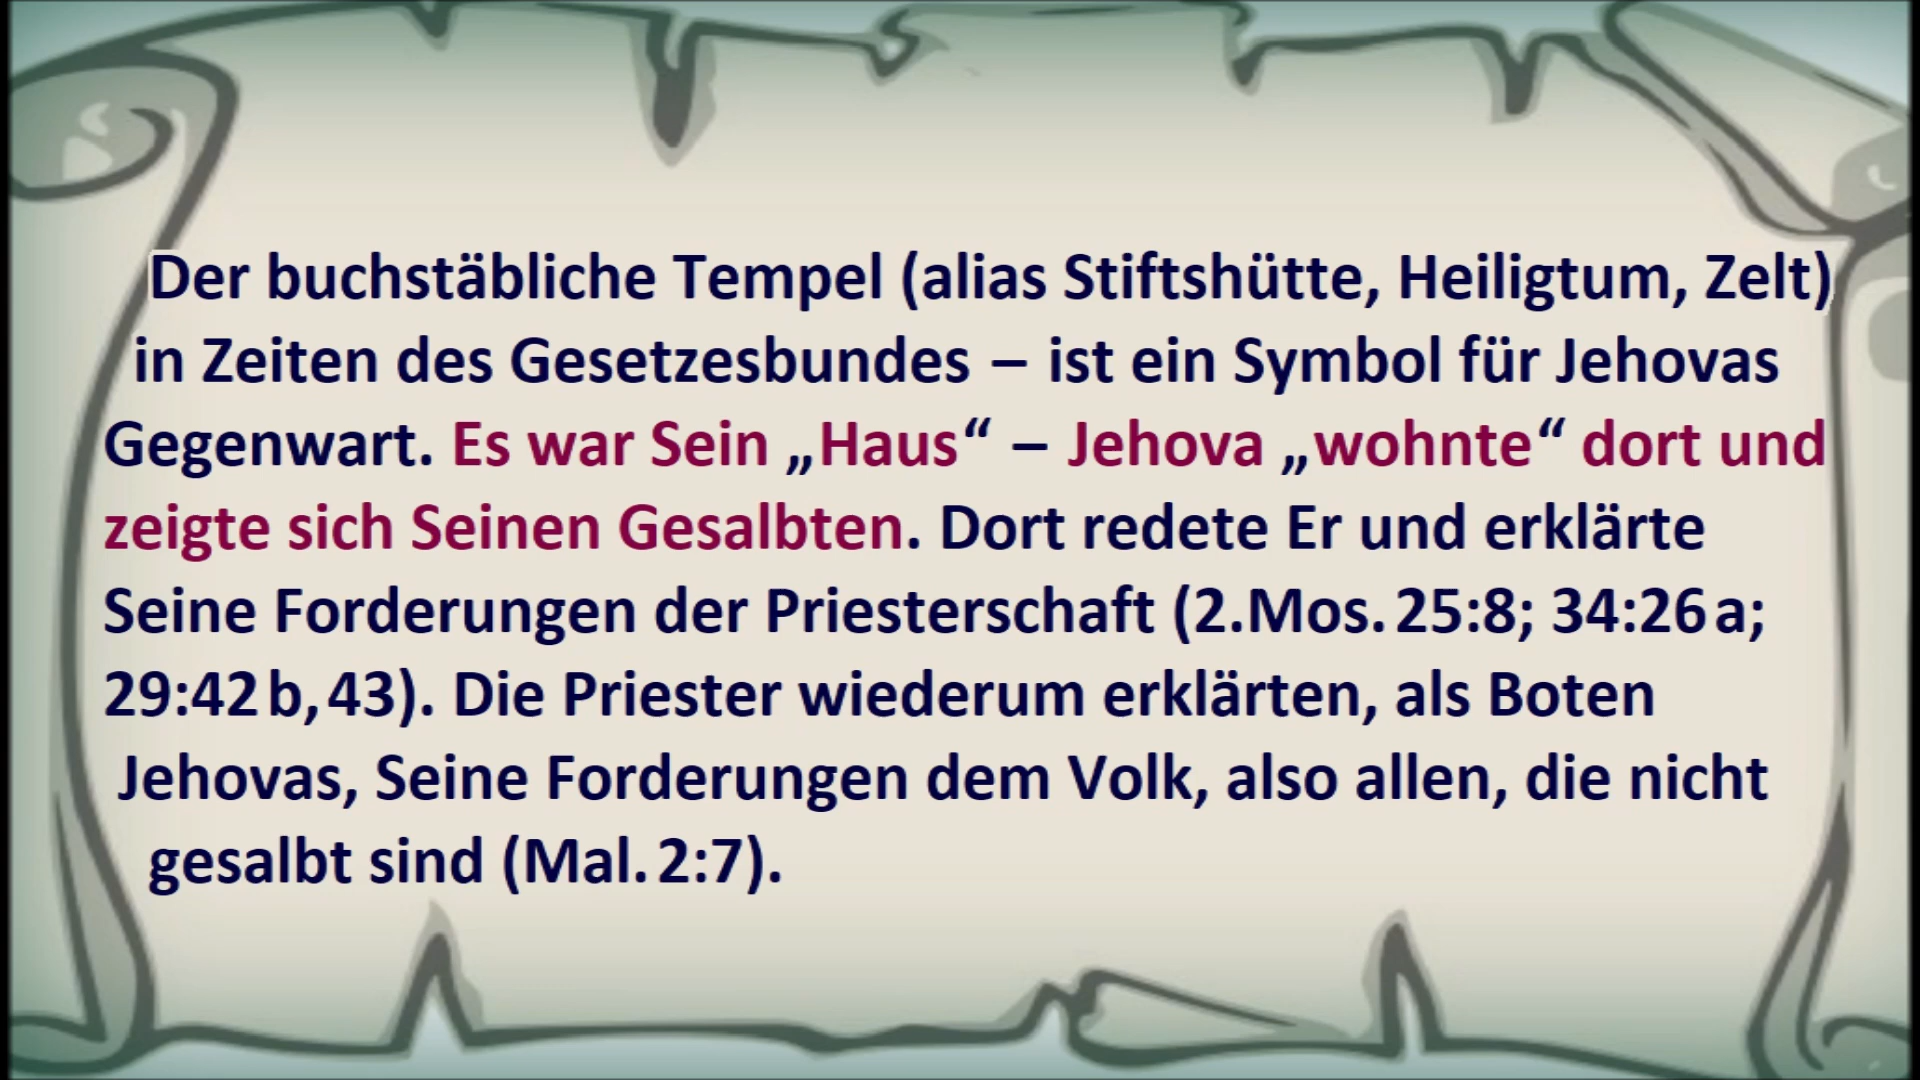 Der buchstäbliche Tempel (alias Stiftshütte, Heiligtum, Zelt)
in Zeiten des Gesetzesbundes – ist ein Symbol für Jehovas
Gegenwart. Es war Sein „Haus“ – Jehova „wohnte“ dort und
zeigte sich Seinen Gesalbten. Dort redete Er und erklärte
Seine Forderungen der Priesterschaft (2.Mos. 25:8; 34:26 a;
29:42 b, 43). Die Priester wiederum erklärten, als Boten
Jehovas, Seine Forderungen dem Volk, also allen, die nicht
gesalbt sind (Mal. 2:7).